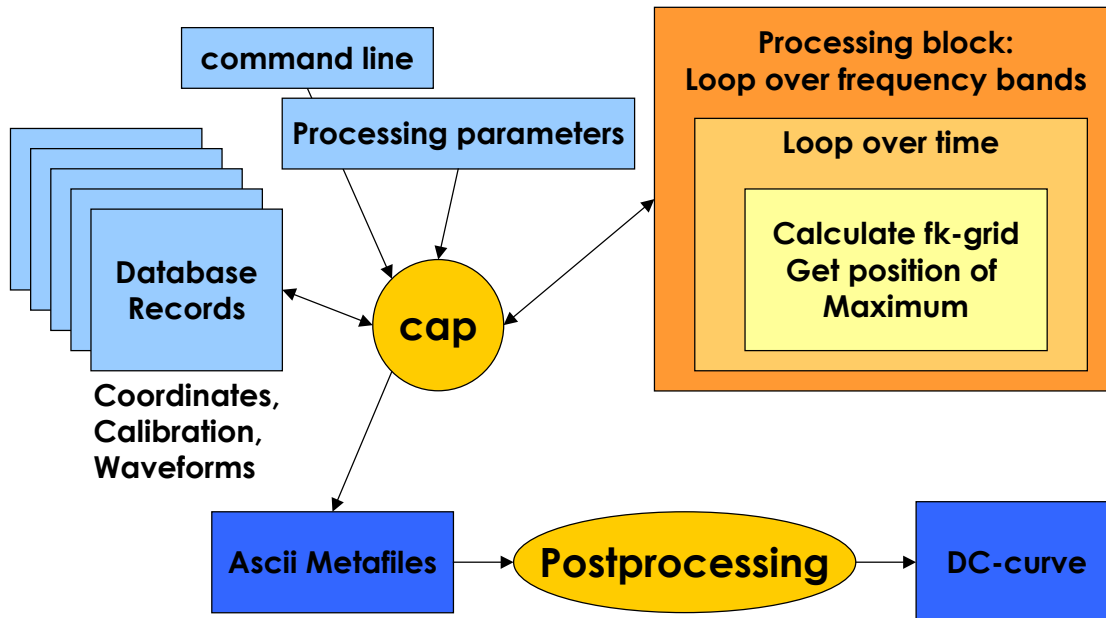 command line
Processing parameters
Database
Records
Coordinates,
Calibration,
Waveforms
cap
Processing block:
Loop over frequency bands
Loop over time
Calculate fk-grid
Get position of
Maximum
Ascii Metafiles
Postprocessing
DC-curve